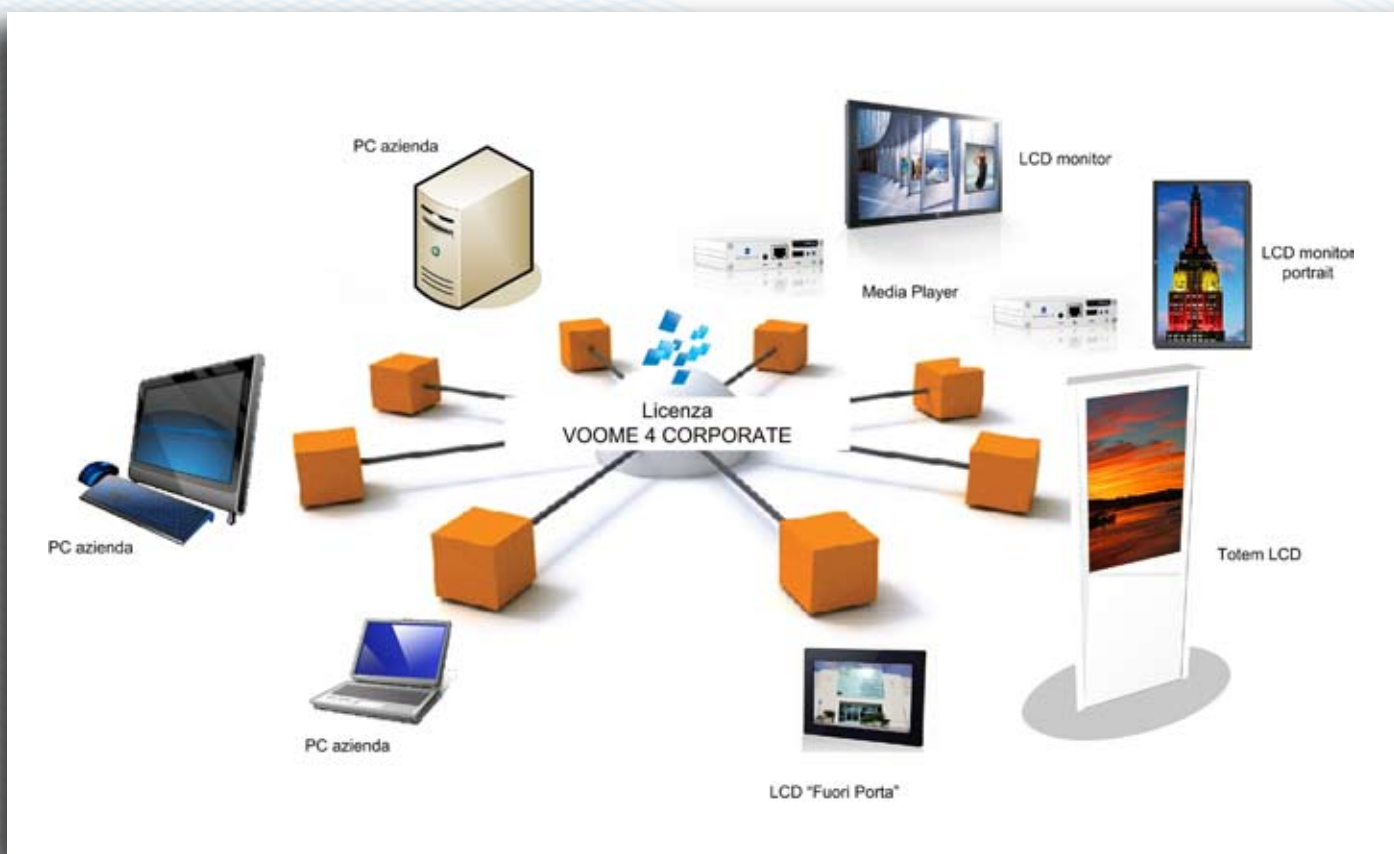 PC azienda
LCD monitor
LCD monitor
portrait
Media Player
Licenza
VOOME 4 CORPORATE
PC azienda
Totem LCD
PC azienda
LCD "Fuori Porta"